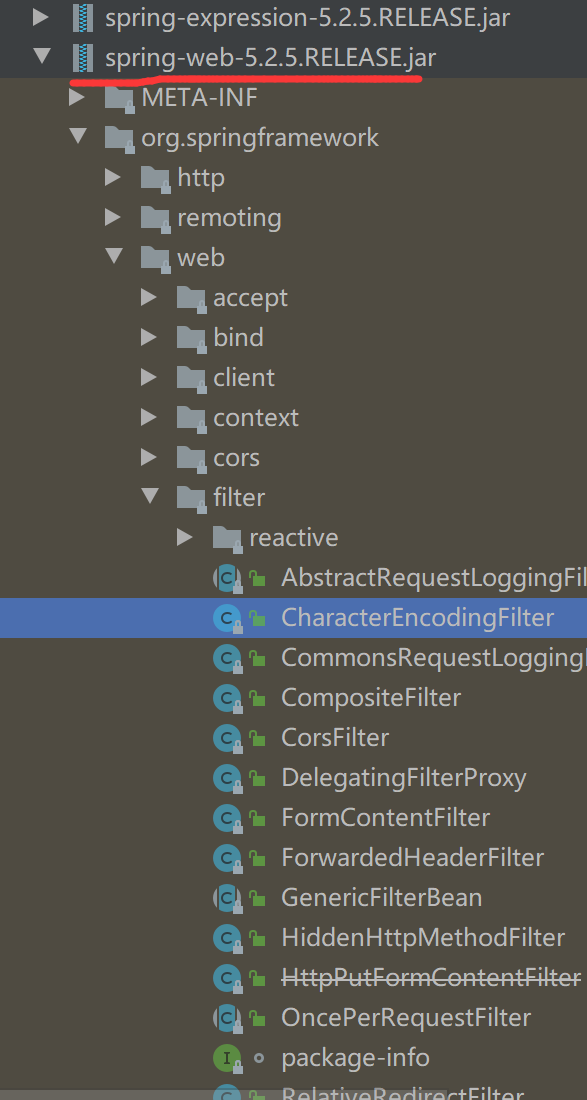 spring-expression-5.2.5.RELEASE.jar
spring-web-5.2.5.RELEASE.jar
META-INF
org.springframework
http
remoting
web
accept
bind
client
context
cors
filter
reactive
AbstractRequestLoggingFil
CharacterEncodingFilter
CommonsRequestLogging
CompositeFilter
CorsFilter
DelegatingFilterProxy
FormContentFilter
ForwardedHeaderFilter
GenericFilterBean
HiddenHttpMethodFilter
HttpPutFormContentFilter
OncePerRequestFilter
package-info
RelativeRedirectFilter